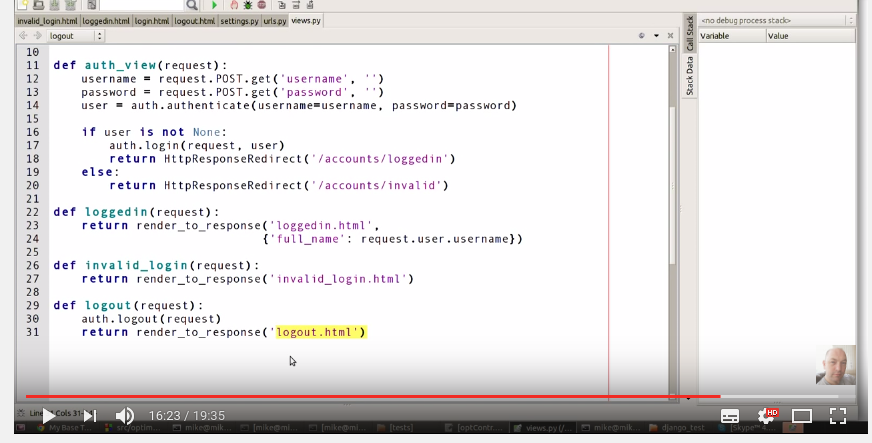 invalid_login.html loggedin.html login.html logout.html settings.py urls.py views.py
logout
<no debug process stack>
Variable Value
Call Stack
Stack Data
10
11 def auth_view(request):
12 username = request.POST.get('username', '')
13 password = request.POST.get('password', '')
14 user = auth.authenticate(username=username, password=password)
15
16 if user is not None:
17 auth.login(request, user)
18 return HttpResponseRedirect('/accounts/loggedin')
19 else:
20 return HttpResponseRedirect('/accounts/invalid')
21
22 def loggedin(request):
23 return render_to_response('loggedin.html',
24 {'full_name': request.user.username})
25
26 def invalid_login(request):
27 return render_to_response('invalid_login.html')
28
29 def logout(request):
30 auth.logout(request)
31 return render_to_response('logout.html')
16:23 / 19:35
HD
My Base T... src/optim... mike@mik... [mike@mi... [mike@mi... [tests] [optContr... views.py (/... mike@mik... django_test [Skype™ 4...